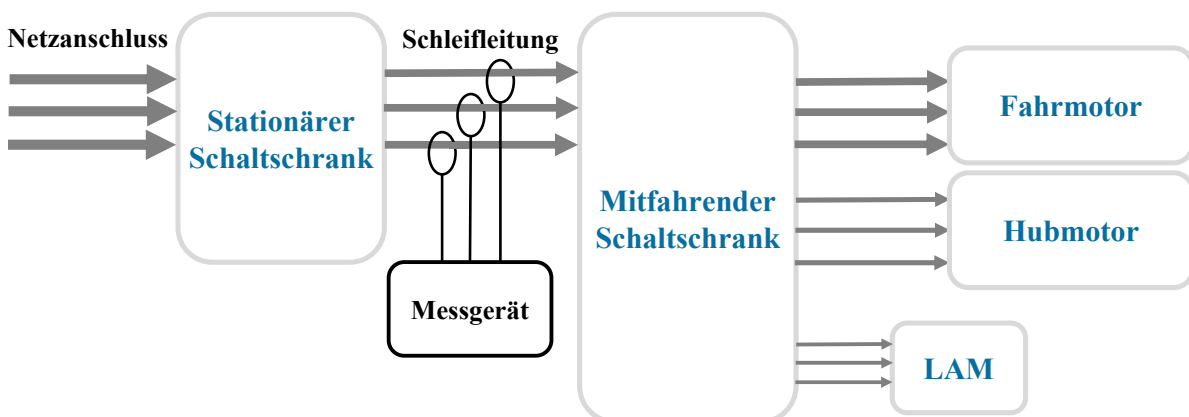 Netzanschluss
Stationärer
Schaltschrank
Schleifleitung
Messgerät
Mitfahrender
Schaltschrank
Fahrmotor
Hubmotor
LAM